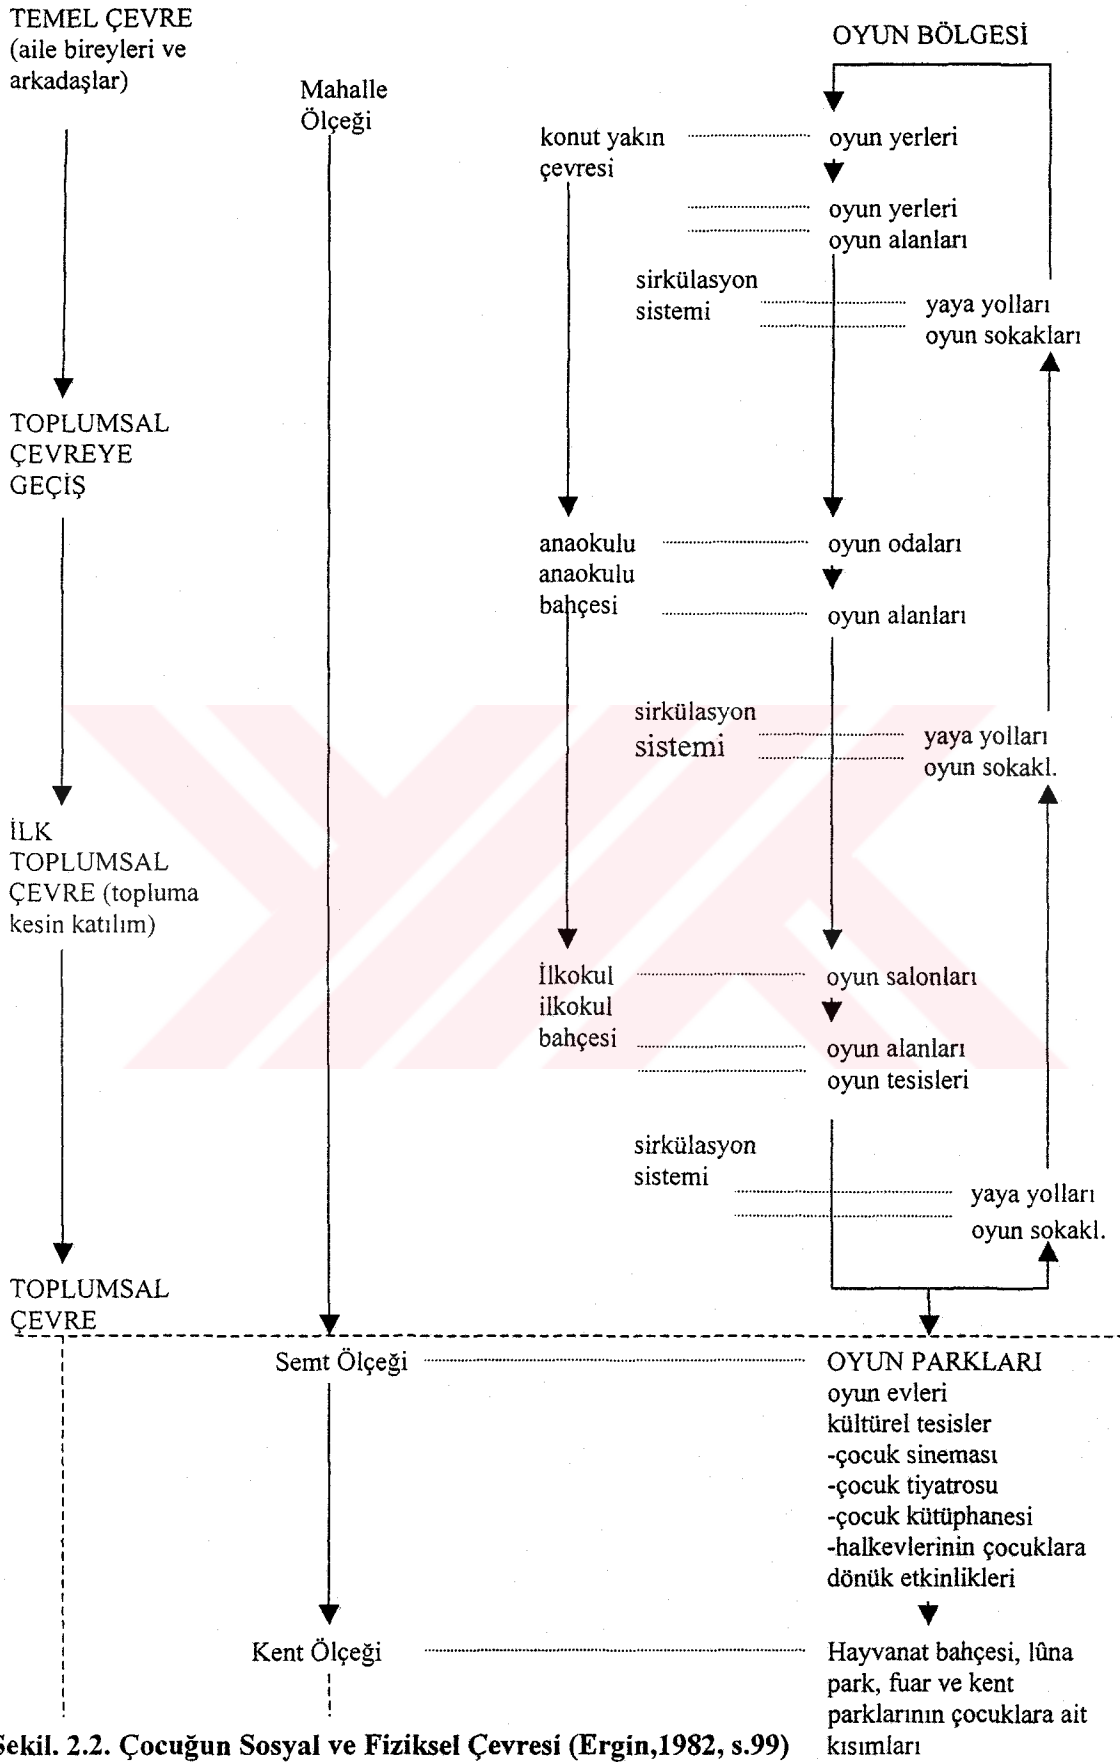 TEMEL ÇEVRE
(aile bireyleri ve
arkadaşlar)
Mahalle
Ölçeği
OYUN BÖLGESİ
konut yakın
çevresi
oyun yerleri
oyun yerleri
oyun alanları
sirkülasyon
sistemi
yaya yolları
oyun sokakları
TOPLUMSAL
ÇEVREYE
GEÇİŞ
anaokulu
anaokulu
bahçesi
oyun odaları
oyun alanları
sirkülasyon
sistemi
yaya yolları
oyun sokakl.
İLK
TOPLUMSAL
ÇEVRE (topluma
kesin katılım)
İlkokul
ilkokul
bahçesi
oyun salonları
oyun alanları
oyun tesisleri
sirkülasyon
sistemi
yaya yolları
oyun sokakl.
TOPLUMSAL
ÇEVRE
Semt Ölçeği
OYUN PARKLARI
oyun evleri
kültürel tesisler
-çocuk sineması
-çocuk tiyatrosu
-çocuk kütüphanesi
-halkevlerinin çocuklara
dönük etkinlikleri
Kent Ölçeği
Hayvanat bahçesi, lûna
park, fuar ve kent
parklarının çocuklara ait
kısımları
Şekil. 2.2. Çocuğun Sosyal ve Fiziksel Çevresi (Ergin,1982, s.99)